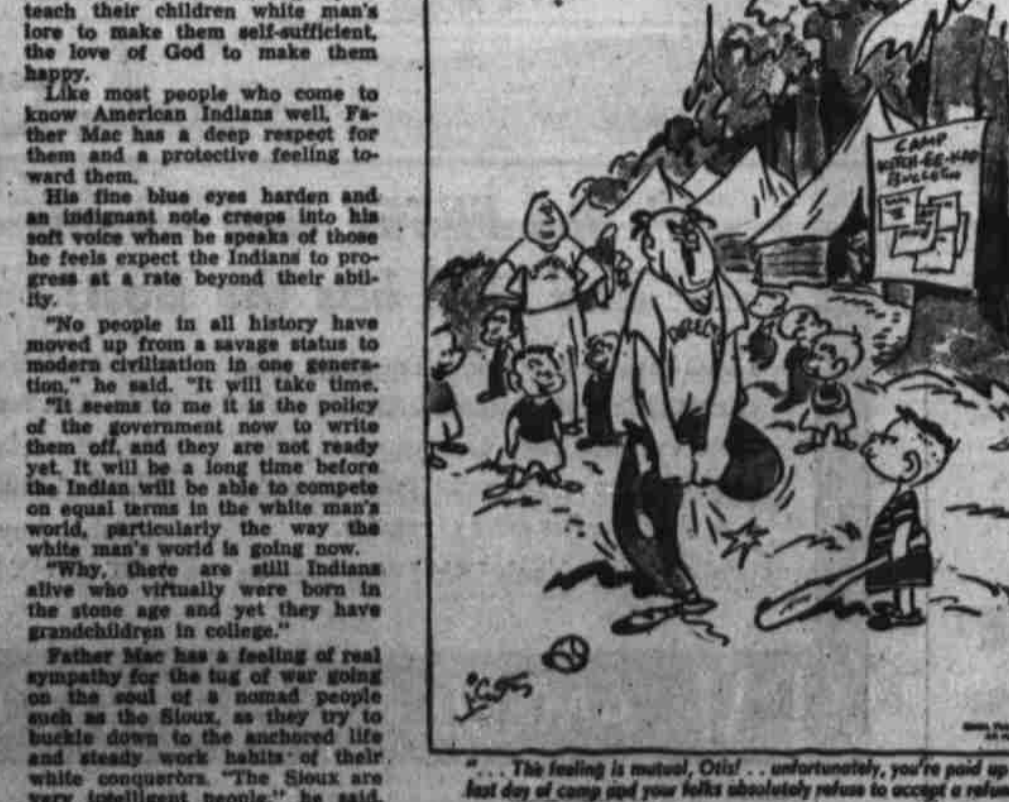 teach their children white man's
lore to make them self-sufficient,
the love of God to make them
happy.
Like most people who come to
know American Indians well, Fa-
ther Mac has a deep respect for
them and a protective feeling to-
ward them.
His fine blue eyes harden and
an indignant note creeps into his
soft voice when he speaks of those
he feels expect the Indians to pro-
gress at a rate beyond their abil-
ity.
"No people in all history have
moved up from a savage status to
modern civilization in one genera-
tion," he said. "It will take time.
"It seems to me it is the policy
of the government now to write
them off, and they are not ready
yet. It will be a long time before
the Indian will be able to compete
on equal terms in the white man's
world, particularly the way the
white man's world is going now.
"Why, there are still Indians
alive who virtually were born in
the stone age and yet they have
grandchildren in college."
Father Mac has a feeling of real
sympathy for the tug of war going
on the soul of a nomad people
such as the Sioux, as they try to
buckle down to the anchored life
and steady work habits of their
white conquerors. "The Sioux are
very intelligent people," he said.
CAMP
BULLETIN
DIRECT
". . . The feeling is mutual, Otis! . . unfortunately, you're paid up
last day of camp and your folks absolutely refuse to accept a refun